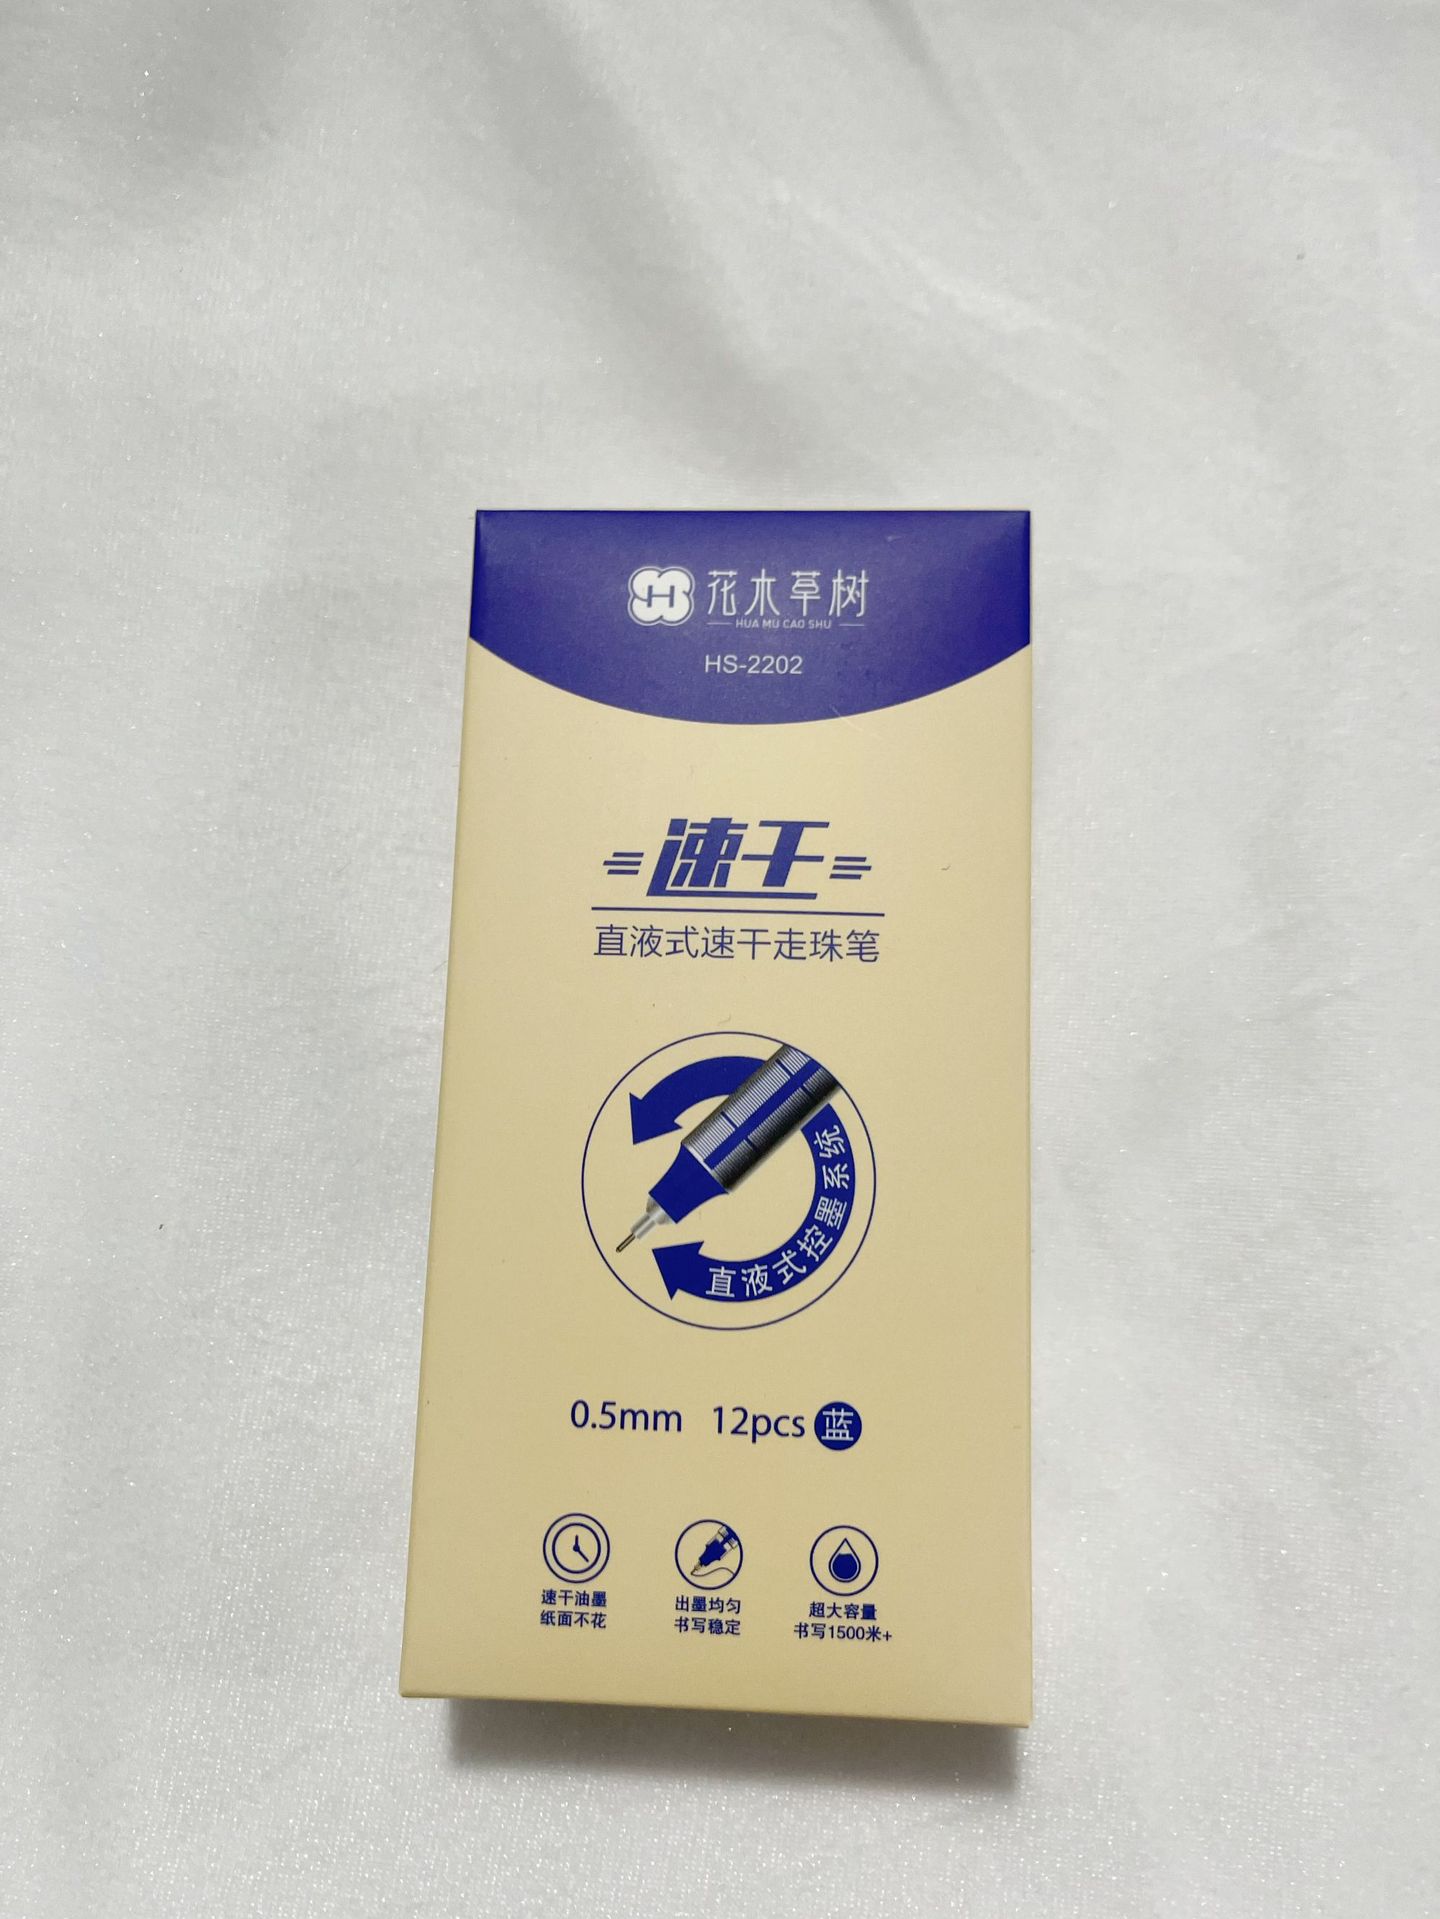 H 花木草树
HUA MU CAO SHU
HS-2202
速干
直液式速干走珠笔
直液式控墨系统
0.5mm 12pcs 蓝
速干油墨
纸面不花
出墨均匀
书写稳定
超大容量
书写1500米+